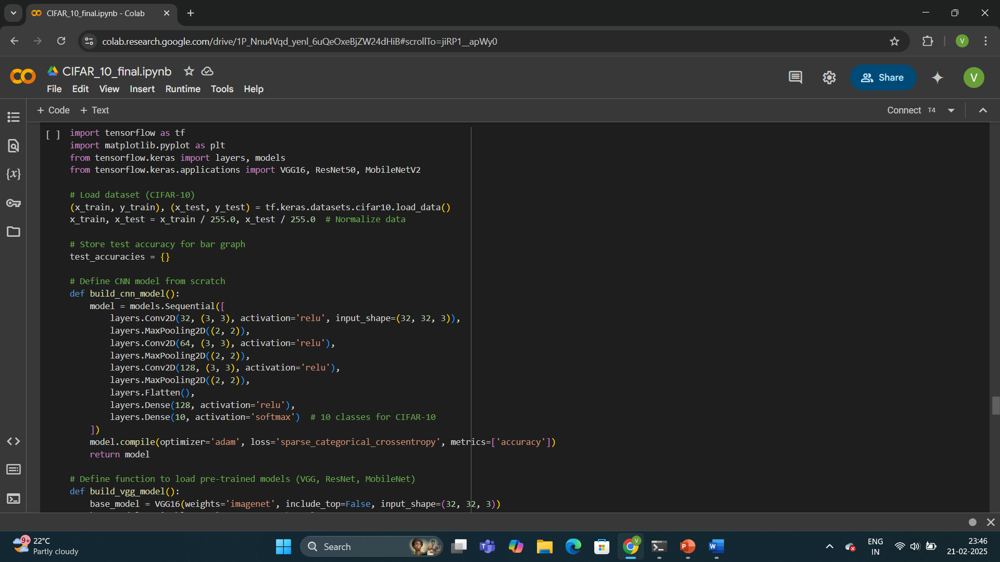 CIFAR_10_final.ipynb - Colab
colab.research.google.com/drive/1P_Nnu4Vqd_yenl_6uQeOxeBjZW24dHiB#scrollTo=jiRP1__apWy0
V
CIFAR_10_final.ipynb
File Edit View Insert Runtime Tools Help
Share
V
+ Code + Text
Connect T4
[ ] import tensorflow as tf
import matplotlib.pyplot as plt
from tensorflow.keras import layers, models
from tensorflow.keras.applications import VGG16, ResNet50, MobileNetV2
# Load dataset (CIFAR-10)
(x_train, y_train), (x_test, y_test) = tf.keras.datasets.cifar10.load_data()
x_train, x_test = x_train / 255.0, x_test / 255.0  # Normalize data
# Store test accuracy for bar graph
test_accuracies = {}
# Define CNN model from scratch
def build_cnn_model():
    model = models.Sequential([
        layers.Conv2D(32, (3, 3), activation='relu', input_shape=(32, 32, 3)),
        layers.MaxPooling2D((2, 2)),
        layers.Conv2D(64, (3, 3), activation='relu'),
        layers.MaxPooling2D((2, 2)),
        layers.Conv2D(128, (3, 3), activation='relu'),
        layers.MaxPooling2D((2, 2)),
        layers.Flatten(),
        layers.Dense(128, activation='relu'),
        layers.Dense(10, activation='softmax')  # 10 classes for CIFAR-10
    ])
    model.compile(optimizer='adam', loss='sparse_categorical_crossentropy', metrics=['accuracy'])
    return model
# Define function to load pre-trained models (VGG, ResNet, MobileNet)
def build_vgg_model():
    base_model = VGG16(weights='imagenet', include_top=False, input_shape=(32, 32, 3))
9+
22°C
Partly cloudy
Search
ENG
IN
23:46
21-02-2025